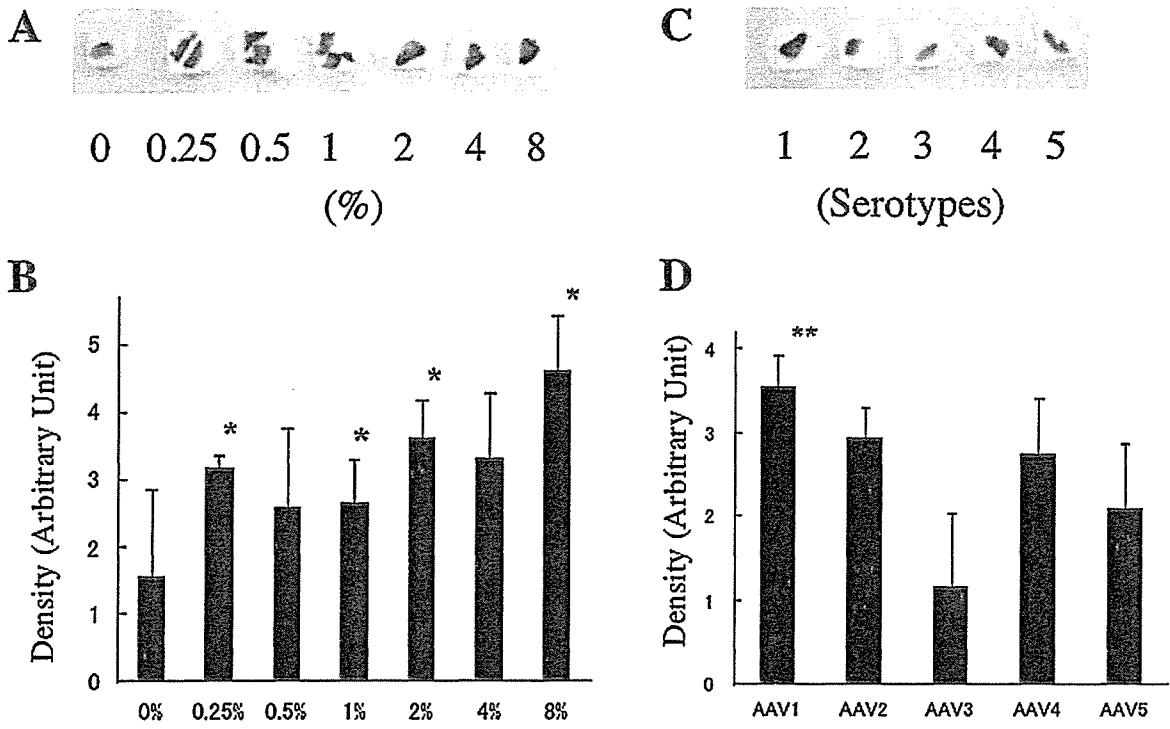 A
0 0.25 0.5 1 2 4 8
(%)
C
1 2 3 4 5
(Serotypes)
B
Density (Arbitrary Unit)
5
4
3
2
1
0
* * * *
0% 0.25% 0.5% 1% 2% 4% 8%
D
Density (Arbitrary Unit)
4
3
2
1
0
**
AAV1 AAV2 AAV3 AAV4 AAV5